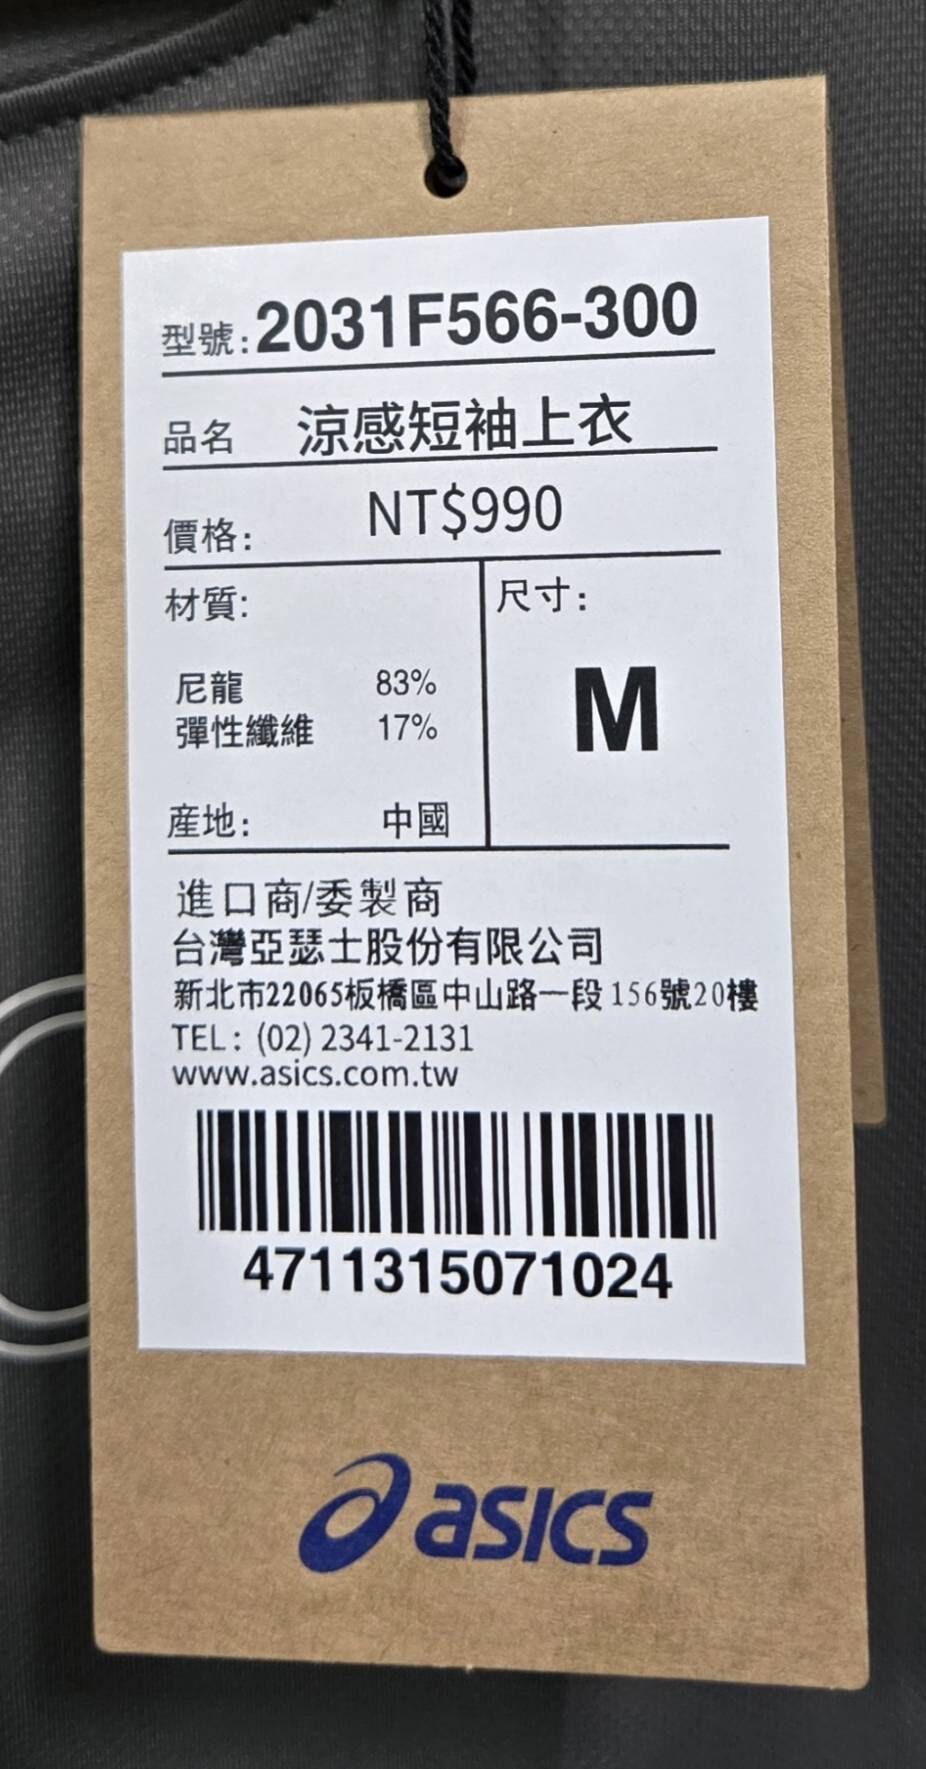 型號:2031F566-300
品名 涼感短袖上衣
價格: NT$990
材質:
尺寸:
尼龍 83%
彈性纖維 17%
M
産地: 中國
進口商/委製商
台灣亞瑟士股份有限公司
新北市22065板橋區中山路一段156號20樓
TEL: (02) 2341-2131
www.asics.com.tw
4711315071024
asics